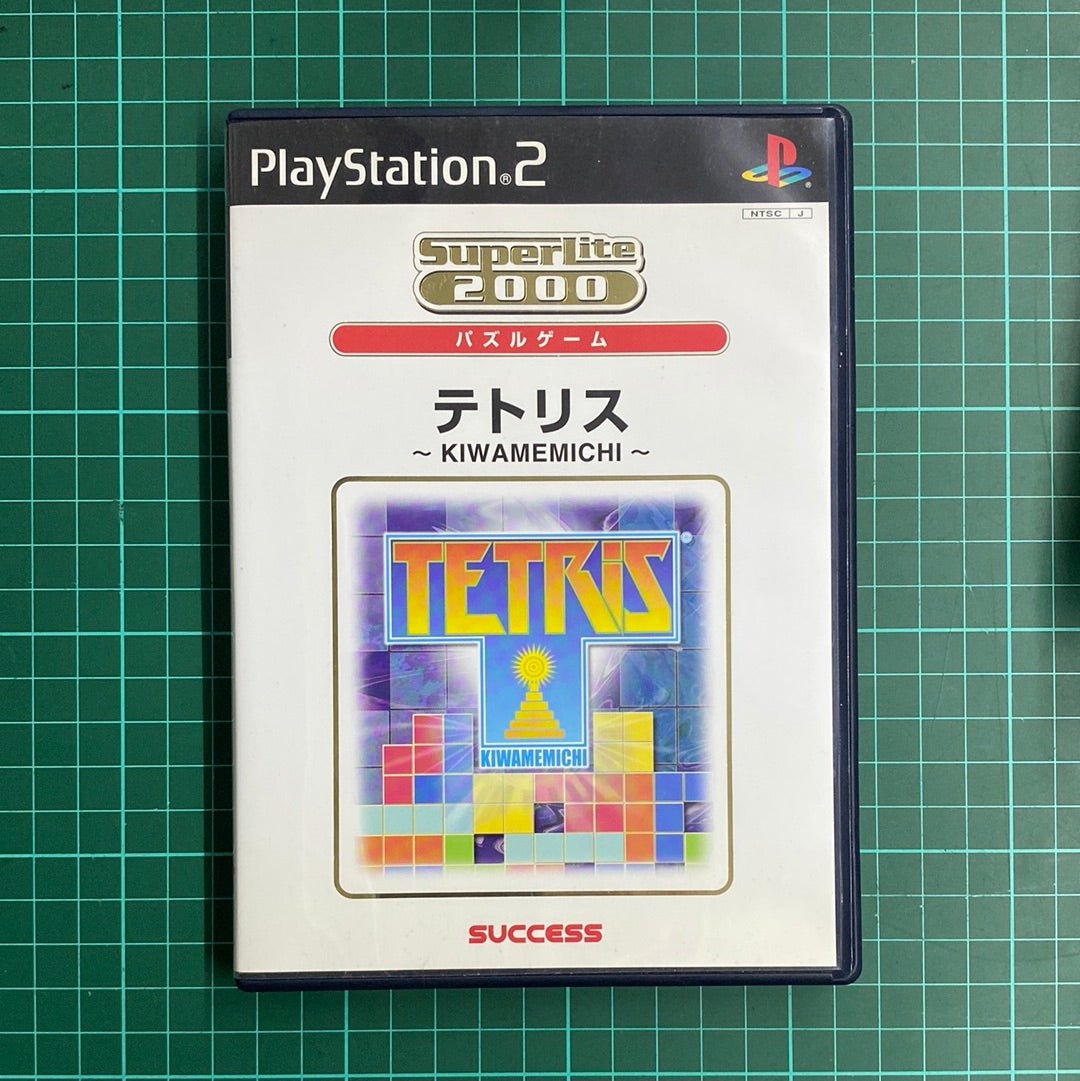 PlayStation®2
NTSC J
SuperLite
2000
パズルゲーム
テトリス
～ KIWAMEMICHI ～
TETRiS®
KIWAMEMICHI
SUCCESS